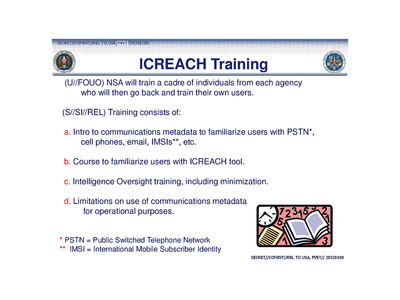 SECRET//COMINT//REL TO USA, FVEY//20320108
ICREACH Training
(U//FOUO) NSA will train a cadre of individuals from each agency
who will then go back and train their own users.
(S//SI//REL) Training consists of:
a. Intro to communications metadata to familiarize users with PSTN*,
cell phones, email, IMSIs**, etc.
b. Course to familiarize users with ICREACH tool.
c. Intelligence Oversight training, including minimization.
d. Limitations on use of communications metadata
for operational purposes.
* PSTN = Public Switched Telephone Network
** IMSI = International Mobile Subscriber Identity
SECRET//COMINT//REL TO USA, FVEY// 20320108